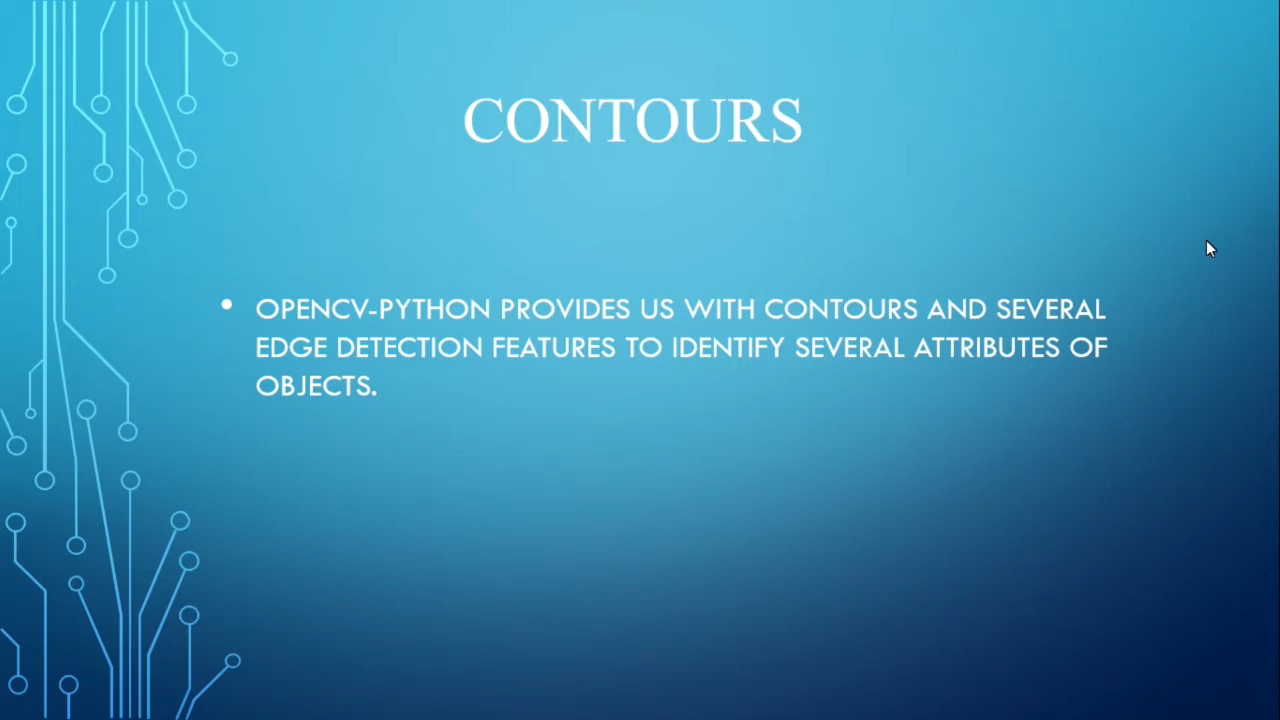 CONTOURS
• OPENCV-PYTHON PROVIDES US WITH CONTOURS AND SEVERAL
EDGE DETECTION FEATURES TO IDENTIFY SEVERAL ATTRIBUTES OF
OBJECTS.